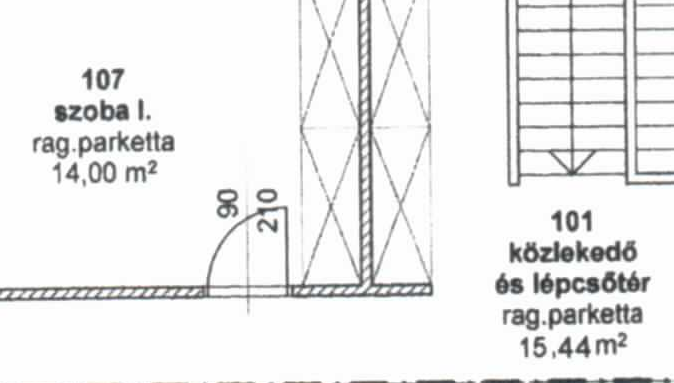 107
szoba I.
rag.parketta
14,00 m²
90
210
101
közlekedő
és lépcsőtér
rag.parketta
15,44 m²